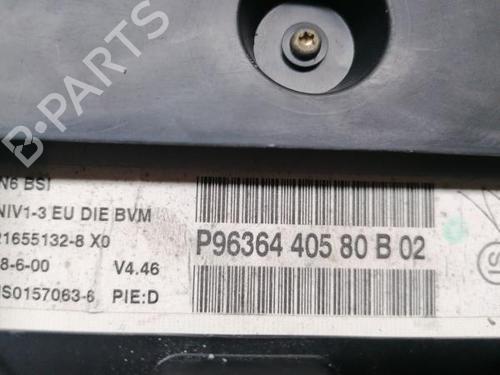 N6 BSI
NIV1-3 EU DIE BVM
21655132-8 X0
8-6-00 V4.46
S0157063-6 PIE:D
P96364 405 80 B 02